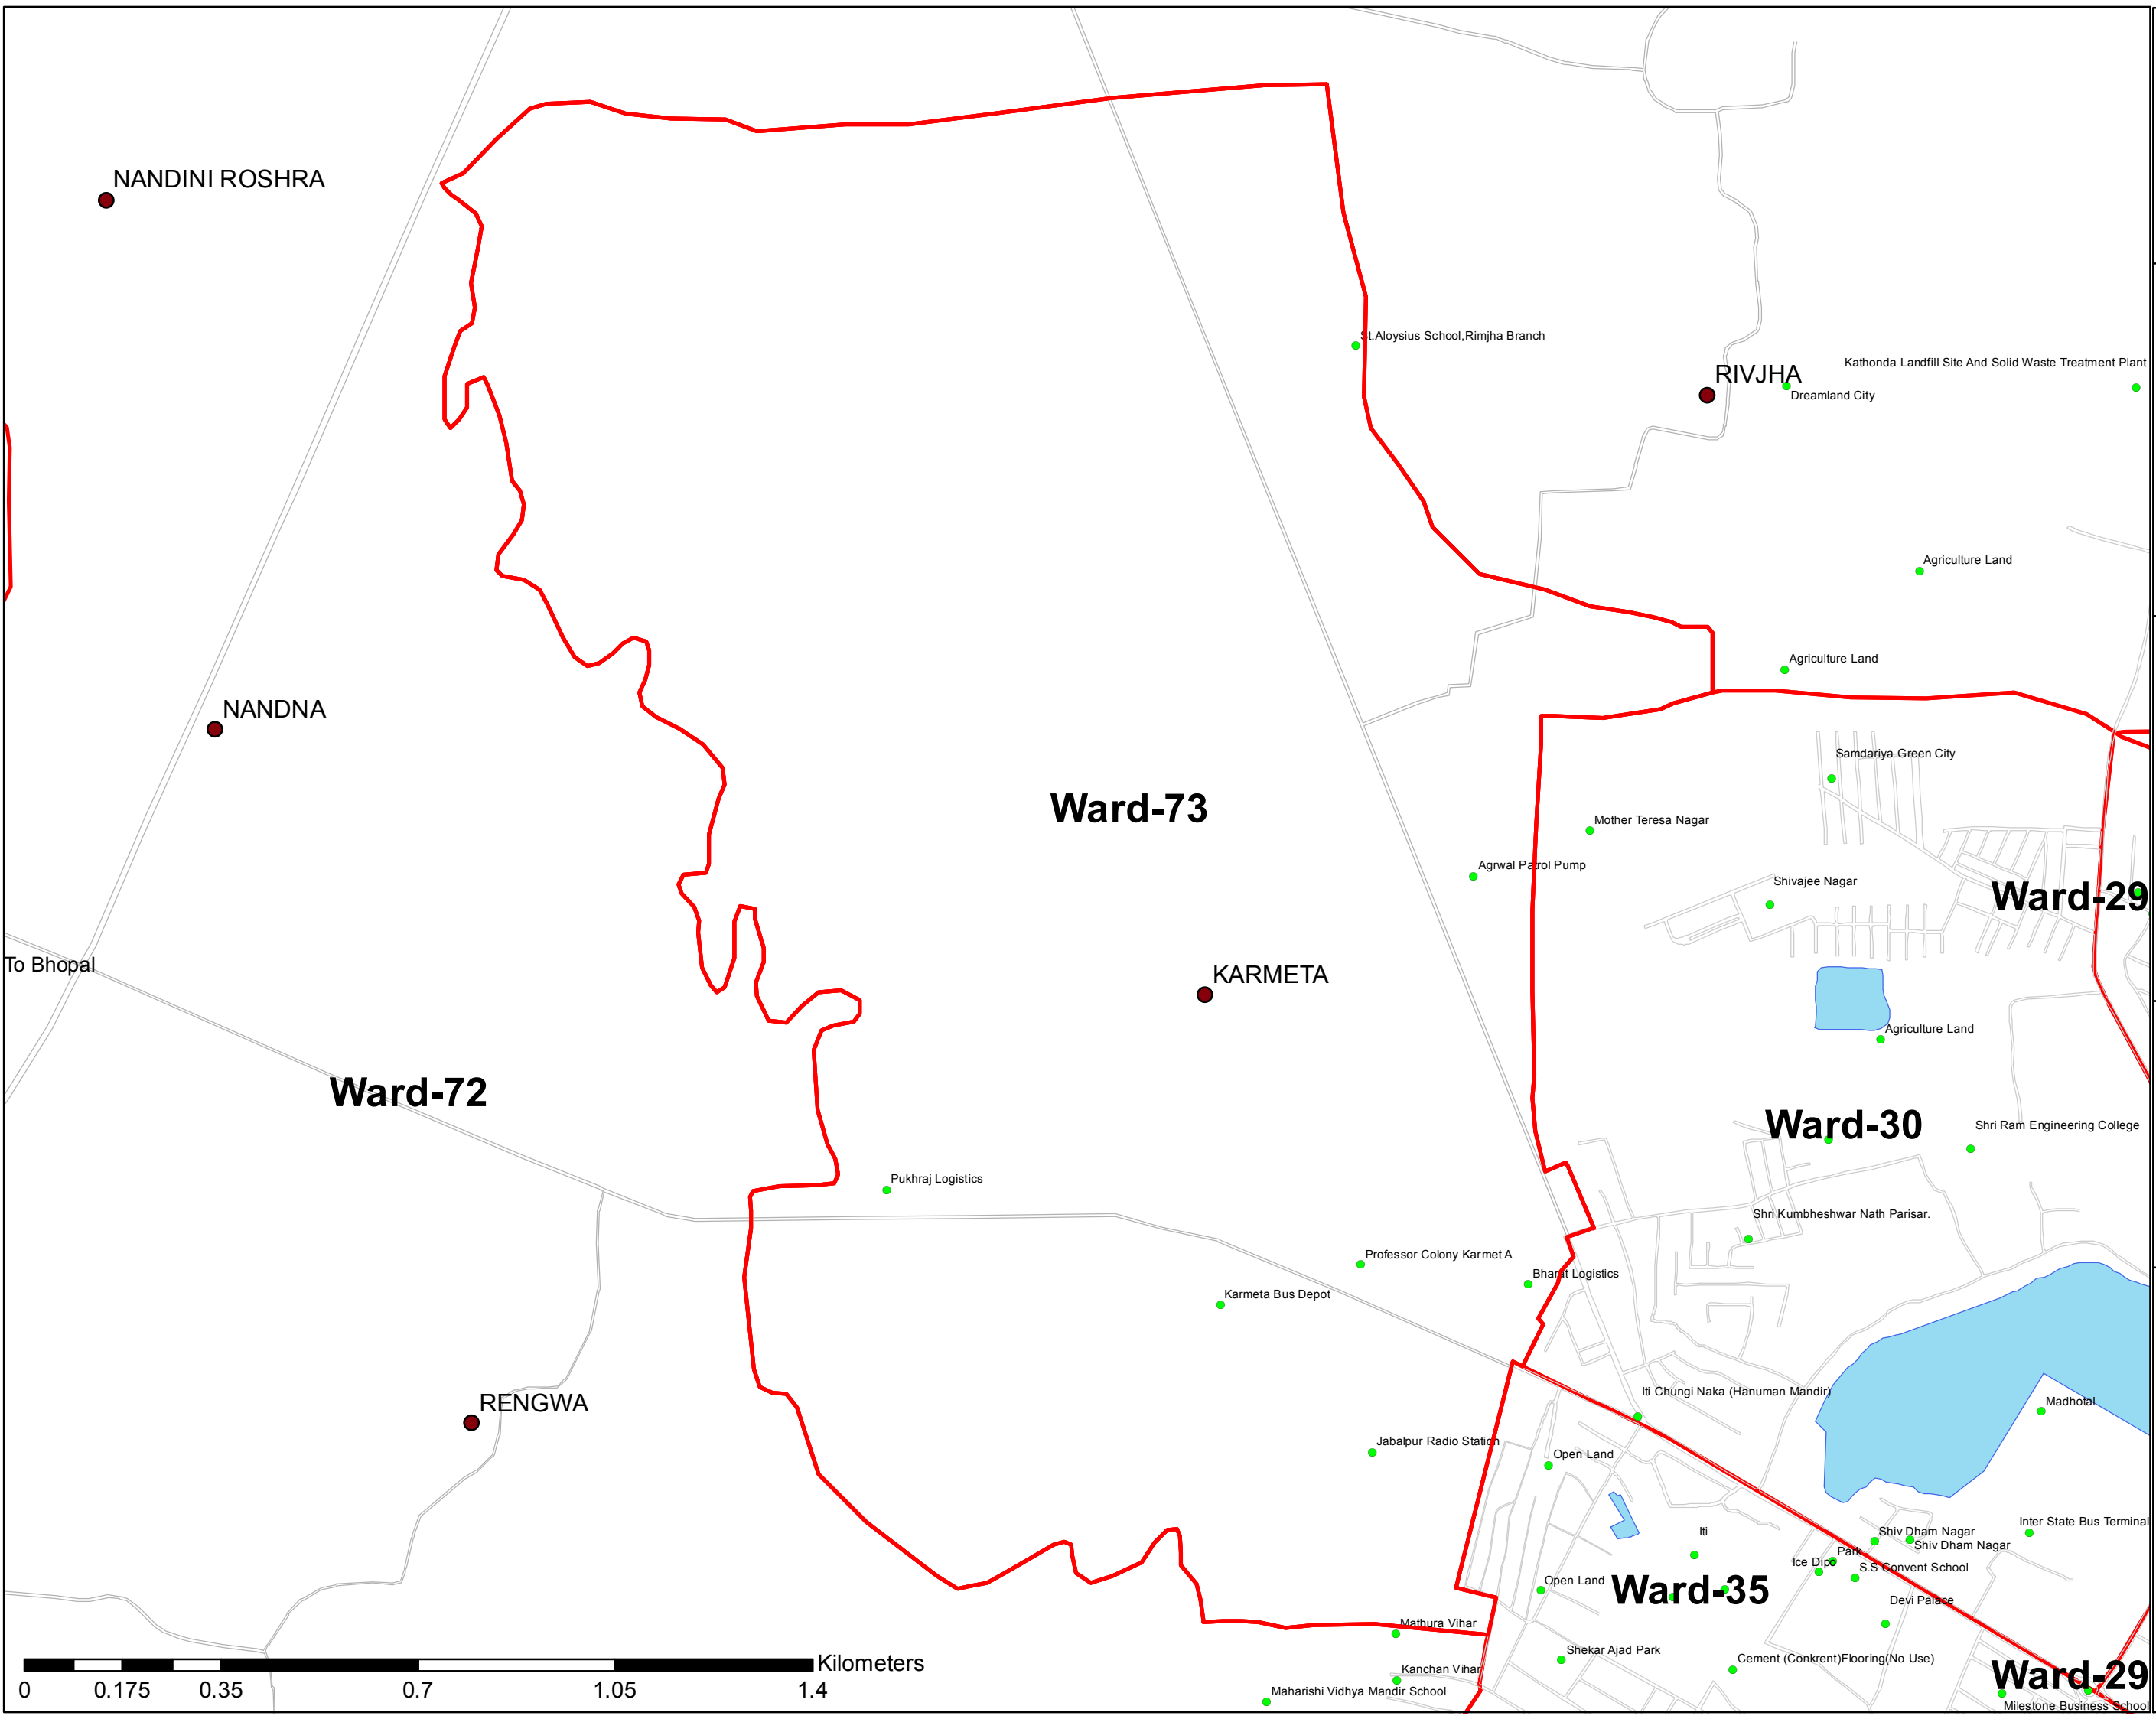 NANDINI ROSHRA
St.Aloysius School,Rimjha Branch
Kathonda Landfill Site And Solid Waste Treatment Plant
RIVJHA
Dreamland City
Agriculture Land
Agriculture Land
NANDNA
Samdariya Green City
Ward-73
Mother Teresa Nagar
Agrwal Patrol Pump
Shivajee Nagar
Ward-29
To Bhopal
KARMETA
Agriculture Land
Ward-72
Ward-30
Shri Ram Engineering College
Pukhraj Logistics
Shri Kumbheshwar Nath Parisar.
Professor Colony Karmet A
Bharat Logistics
Karmeta Bus Depot
Iti Chungi Naka (Hanuman Mandir)
RENGWA
Madhotal
Jabalpur Radio Station
Open Land
Inter State Bus Terminal
Iti
Shiv Dham Nagar
Shiv Dham Nagar
Park
Ice Dipo
S.S Convent School
Open Land
Ward-35
Devi Palace
Mathura Vihar
Shekar Ajad Park
Cement (Conkrent)Flooring(No Use)
Kilometers
Kanchan Vihar
Ward-29
0 0.175 0.35 0.7 1.05 1.4
Maharishi Vidhya Mandir School
Milestone Business School